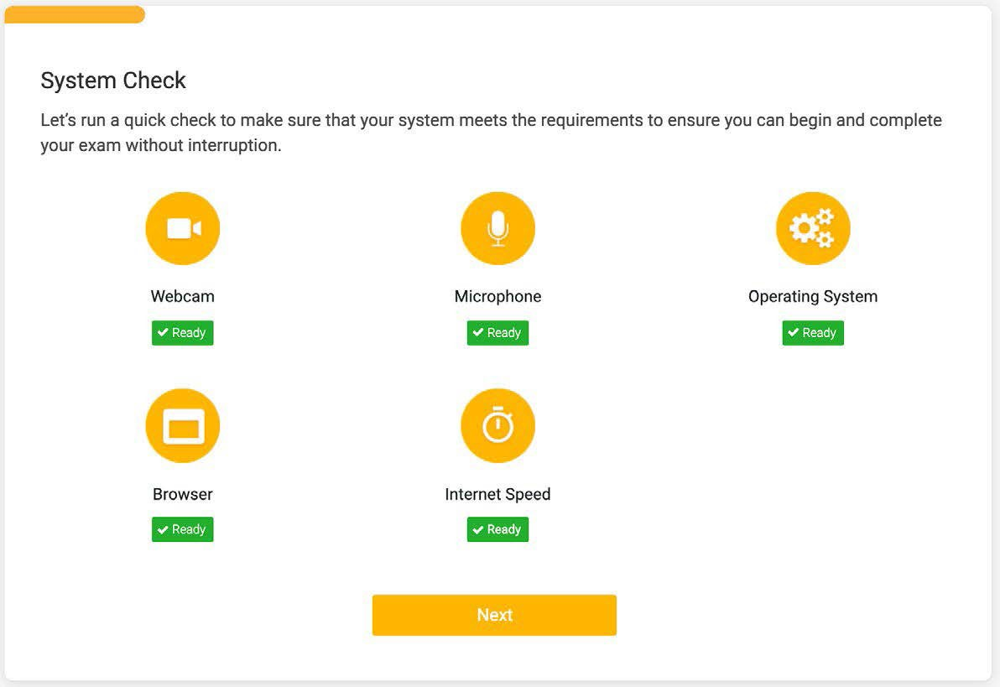 System Check
Let’s run a quick check to make sure that your system meets the requirements to ensure you can begin and complete
your exam without interruption.
Webcam
Microphone
Operating System
Ready
Ready
Ready
Browser
Internet Speed
Ready
Ready
Next